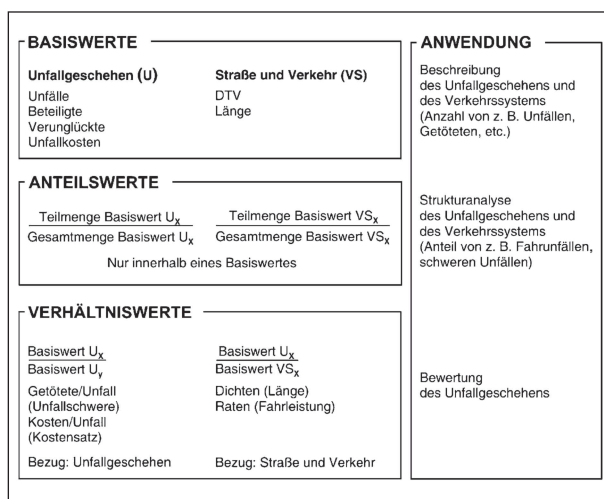 BASISWERTE
Unfallgeschehen (U)
Unfälle
Beteiligte
Verunglückte
Unfallkosten
Straße und Verkehr (VS)
DTV
Länge
ANTEILSWERTE
Teilmenge Basiswert Ux
Gesamtmenge Basiswert Ux
Teilmenge Basiswert VSx
Gesamtmenge Basiswert VSx
Nur innerhalb eines Basiswertes
VERHÄLTNISWERTE
Basiswert Ux
Basiswert Uy
Getötete/Unfall
(Unfallschwere)
Kosten/Unfall
(Kostensatz)
Bezug: Unfallgeschehen
Basiswert Ux
Basiswert VSx
Dichten (Länge)
Raten (Fahrleistung)
Bezug: Straße und Verkehr
ANWENDUNG
Beschreibung
des Unfallgeschehens und
des Verkehrssystems
(Anzahl von z. B. Unfällen,
Getöteten, etc.)
Strukturanalyse
des Unfallgeschehens und
des Verkehrssystems
(Anteil von z. B. Fahrunfällen,
schweren Unfällen)
Bewertung
des Unfallgeschehens